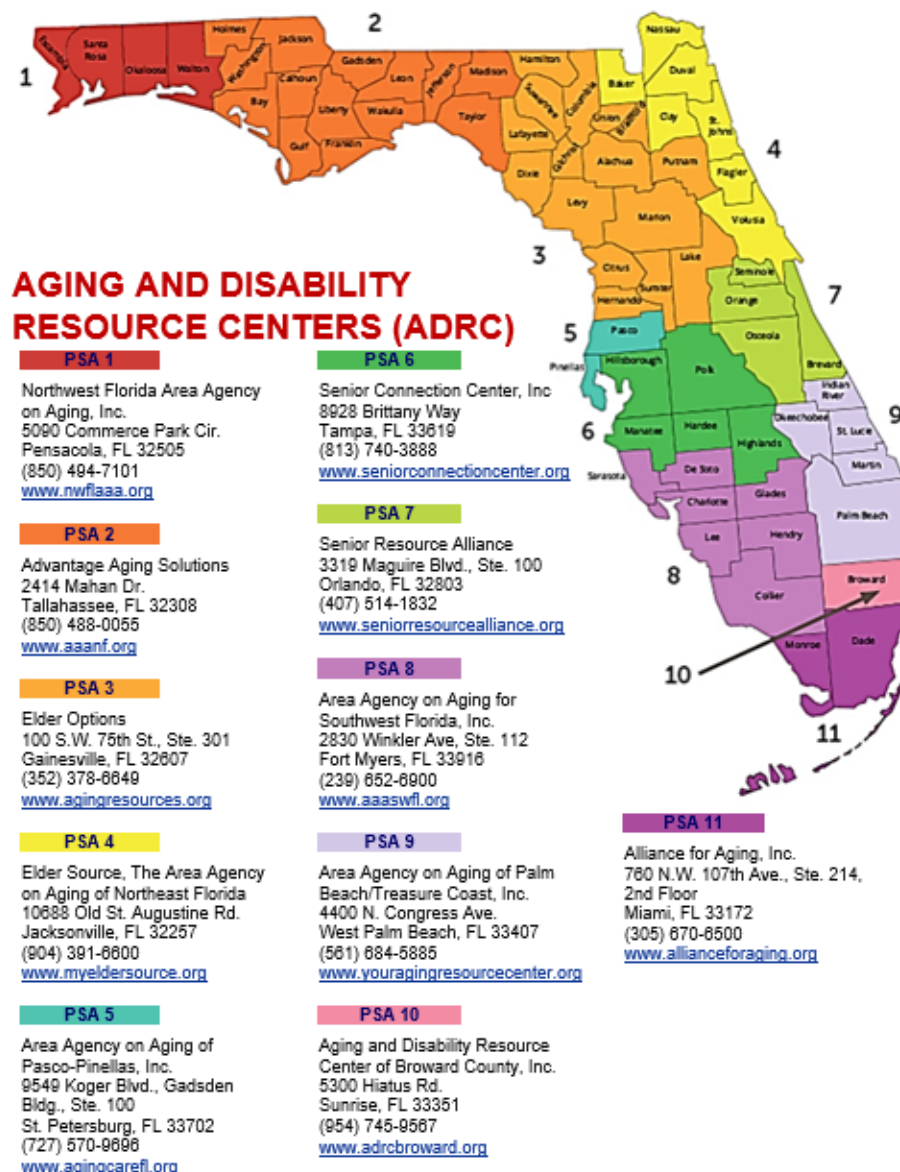 2
Holmes
Jackson
Nassau
Escambia
Santa
Rosa
Okaloosa
Walton
Washington
Gadsden
Hamilton
1
Calhoun
Leon
Jefferson
Madison
Baker
Duval
Bay
Liberty
Wakulla
Taylor
Suwannee
Columbia
Union
Bradford
Clay
St.
Johns
Gulf
Franklin
Lafayette
Gilchrist
Alachua
Putnam
4
Dixie
Flagler
Levy
Marion
Volusia
3
Citrus
Lake
Sumter
Seminole
Hernando
Orange
7
5
Pasco
Osceola
Pinellas
Hillsborough
Polk
Brevard
Indian
River
Okeechobee
9
6
Manatee
Hardee
Highlands
St. Lucie
Sarasota
De Soto
Martin
Charlotte
Glades
Palm Beach
Lee
Hendry
8
Collier
Broward
Monroe
Dade
10
11
AGING AND DISABILITY
RESOURCE CENTERS (ADRC)
PSA 1
Northwest Florida Area Agency
on Aging, Inc.
5090 Commerce Park Cir.
Pensacola, FL 32505
(850) 494-7101
www.nwflaaa.org
PSA 2
Advantage Aging Solutions
2414 Mahan Dr.
Tallahassee, FL 32308
(850) 488-0055
www.aaanf.org
PSA 3
Elder Options
100 S.W. 75th St., Ste. 301
Gainesville, FL 32607
(352) 378-6649
www.agingresources.org
PSA 4
Elder Source, The Area Agency
on Aging of Northeast Florida
10688 Old St. Augustine Rd.
Jacksonville, FL 32257
(904) 391-6600
www.myeldersource.org
PSA 5
Area Agency on Aging of
Pasco-Pinellas, Inc.
9549 Koger Blvd., Gadsden
Bldg., Ste. 100
St. Petersburg, FL 33702
(727) 570-9696
www.agingcarefl.org
PSA 6
Senior Connection Center, Inc
8928 Brittany Way
Tampa, FL 33619
(813) 740-3888
www.seniorconnectioncenter.org
PSA 7
Senior Resource Alliance
3319 Maguire Blvd., Ste. 100
Orlando, FL 32803
(407) 514-1832
www.seniorresourcealliance.org
PSA 8
Area Agency on Aging for
Southwest Florida, Inc.
2830 Winkler Ave, Ste. 112
Fort Myers, FL 33916
(239) 652-6900
www.aaaswfl.org
PSA 9
Area Agency on Aging of Palm
Beach/Treasure Coast, Inc.
4400 N. Congress Ave.
West Palm Beach, FL 33407
(561) 684-5885
www.youragingresourcecenter.org
PSA 10
Aging and Disability Resource
Center of Broward County, Inc.
5300 Hiatus Rd.
Sunrise, FL 33351
(954) 745-9567
www.adrcbroward.org
PSA 11
Alliance for Aging, Inc.
760 N.W. 107th Ave., Ste. 214,
2nd Floor
Miami, FL 33172
(305) 670-6500
www.allianceforaging.org